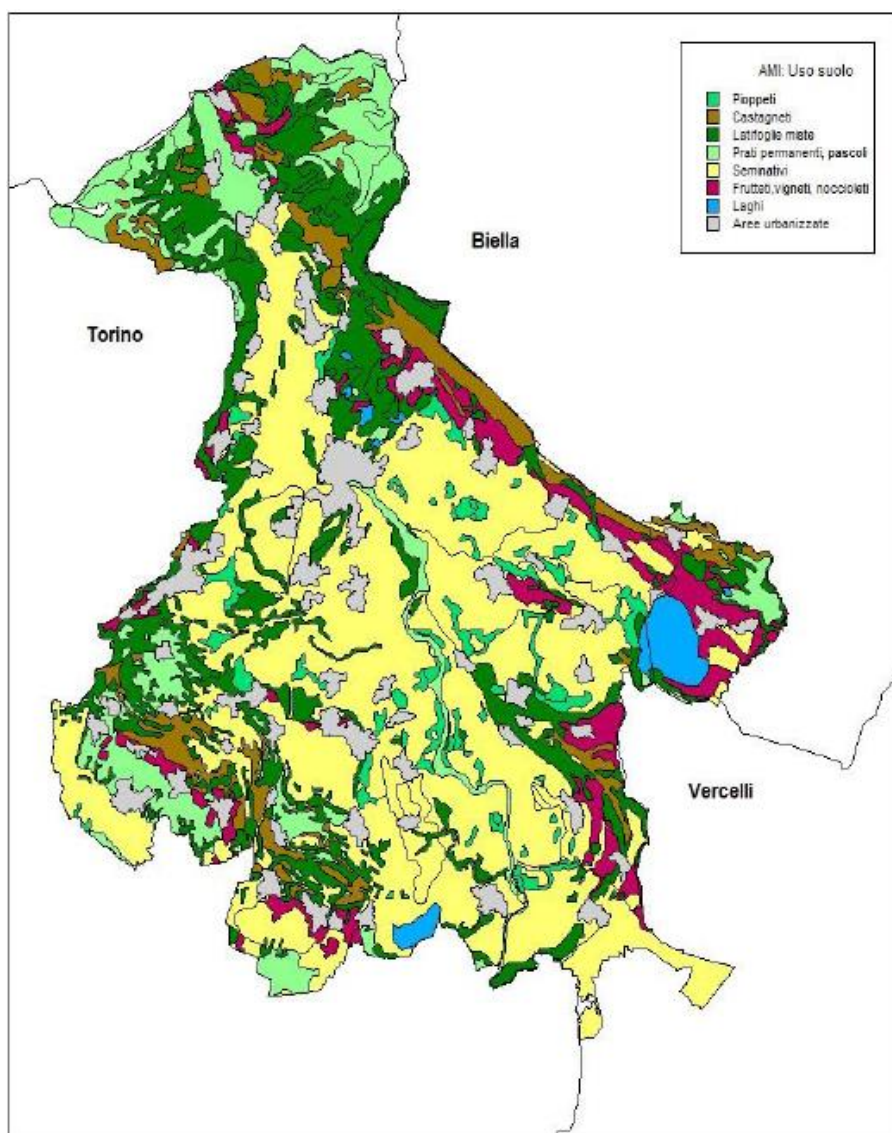 AMI: Uso suolo
Pioppeti
Castagneti
Latifoglie miste
Prati permanenti, pascoli
Seminativi
Frutteti,vigneti, noccioleti
Laghi
Aree urbanizzate
Biella
Torino
Vercelli